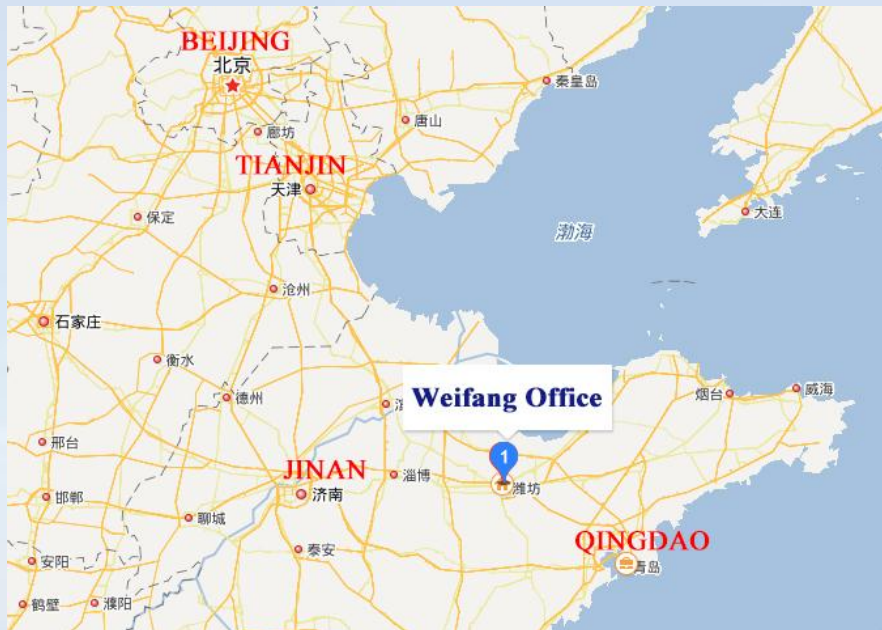 BEIJING
北京
秦皇岛
唐山
廊坊
TIANJIN
天津
保定
大连
渤海
沧州
石家庄
衡水
德州
烟台
威海
Weifang Office
邢台
1
JINAN
淄博
潍坊
济南
邯郸
聊城
QINGDAO
泰安
安阳
青岛
鹤壁
濮阳